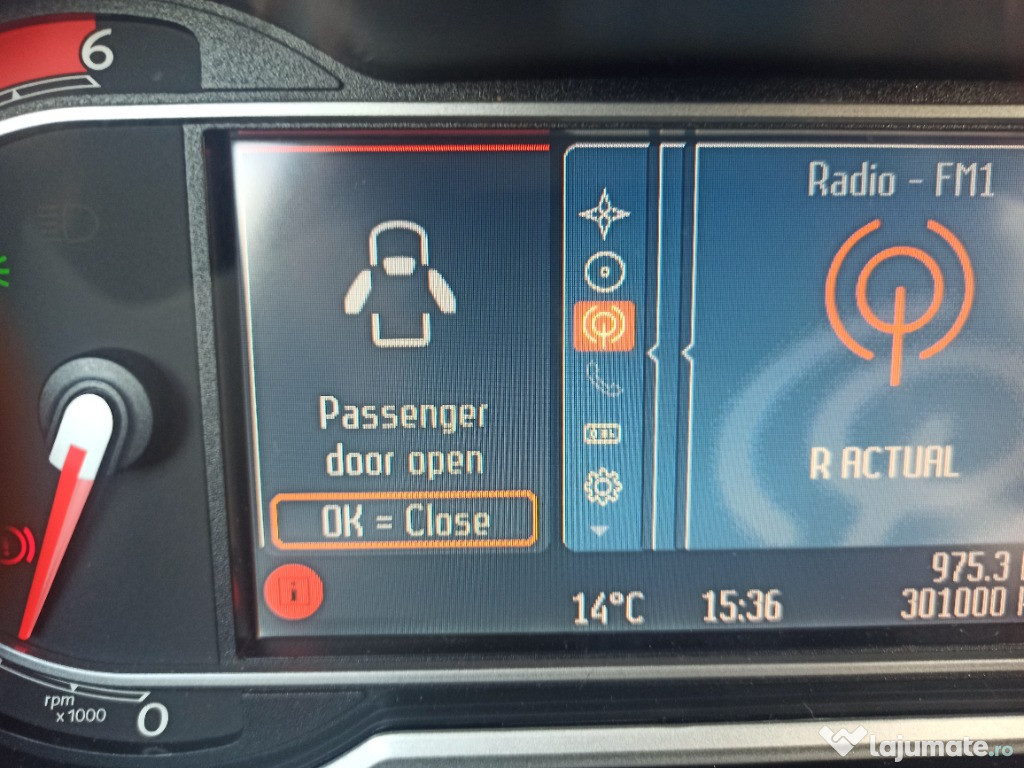 6
Radio - FM1
Passenger
door open
OK = Close
R ACTUAL
i
975.3
14°C 15:36 301000
rpm
x1000
0
lajumate.ro